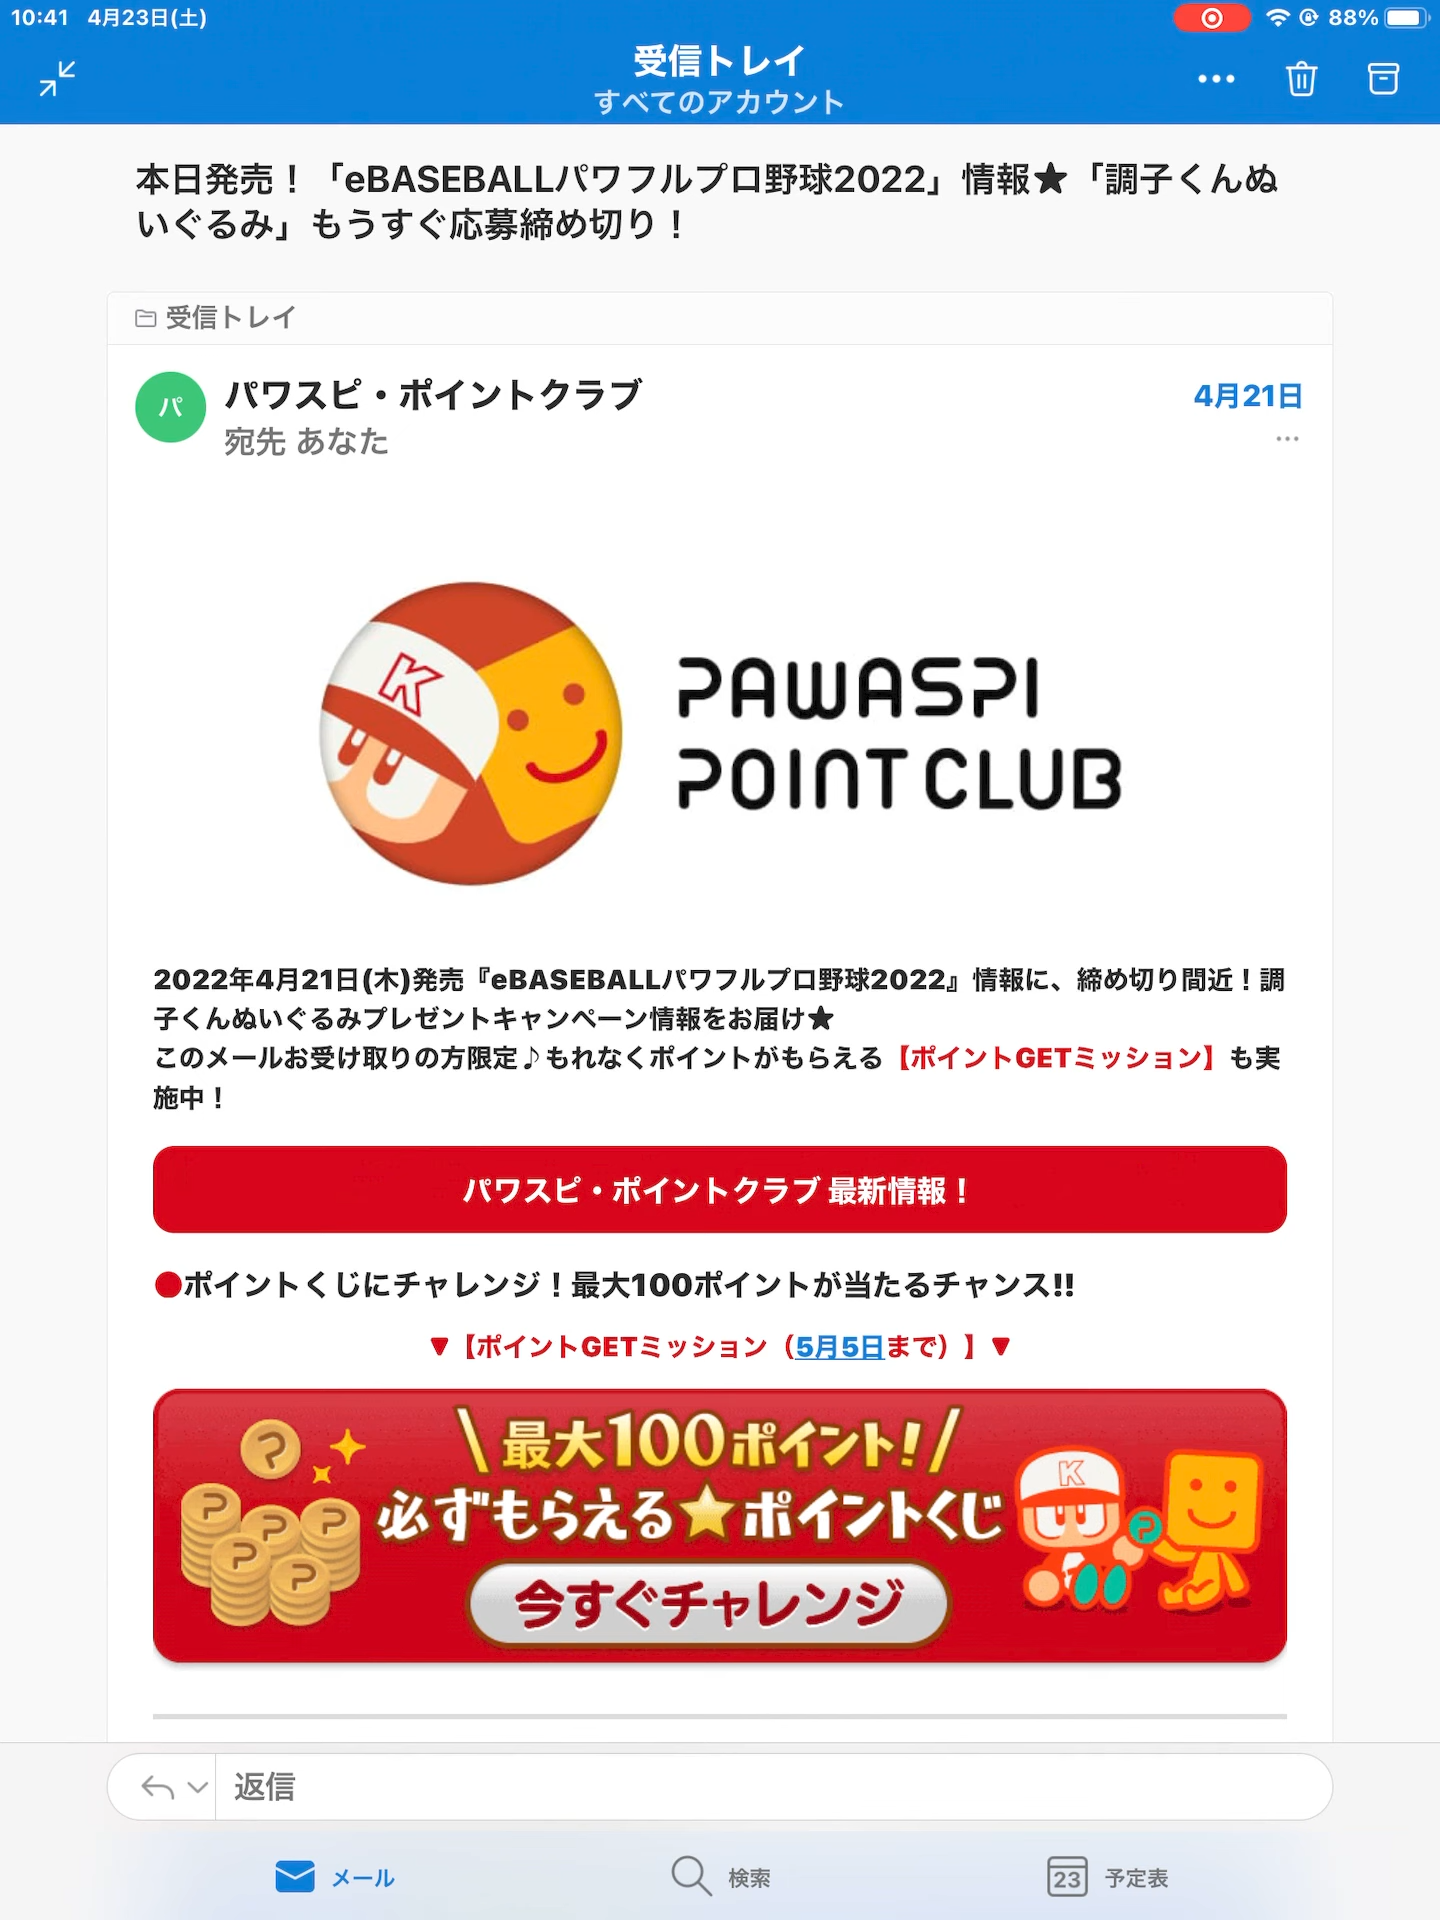 10:41 4月23日(土)
88%
受信トレイ
すべてのアカウント
本日発売！「eBASEBALLパワフルプロ野球2022」情報★「調子くんぬ
いぐるみ」もうすぐ応募締め切り！
受信トレイ
パ
パワスピ・ポイントクラブ
4月21日
宛先 あなた
K
PAWASPI
POINT CLUB
2022年4月21日(木)発売『eBASEBALLパワフルプロ野球2022』情報に、締め切り間近！調
子くんぬいぐるみプレゼントキャンペーン情報をお届け★
このメールお受け取りの方限定♪もれなくポイントがもらえる【ポイントGETミッション】も実
施中！
パワスピ・ポイントクラブ 最新情報！
●ポイントくじにチャレンジ！最大100ポイントが当たるチャンス!!
▼【ポイントGETミッション（5月5日まで）】▼
\最大100ポイント!/
必ずもらえる★ポイントくじ
今すぐチャレンジ
K
返信
メール
検索
23
予定表